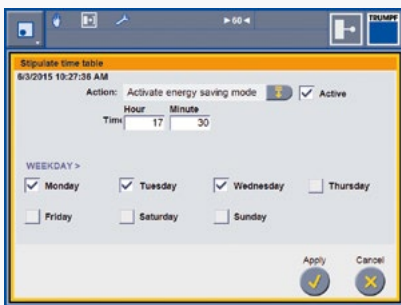 ▶60◀
TRUMPF
Stipulate time table
6/3/2015 10:27:36 AM
Action: Activate energy saving mode Active
Hour Minute
Time 17 30
WEEKDAY >
Monday Tuesday Wednesday Thursday
Friday Saturday Sunday
Apply Cancel